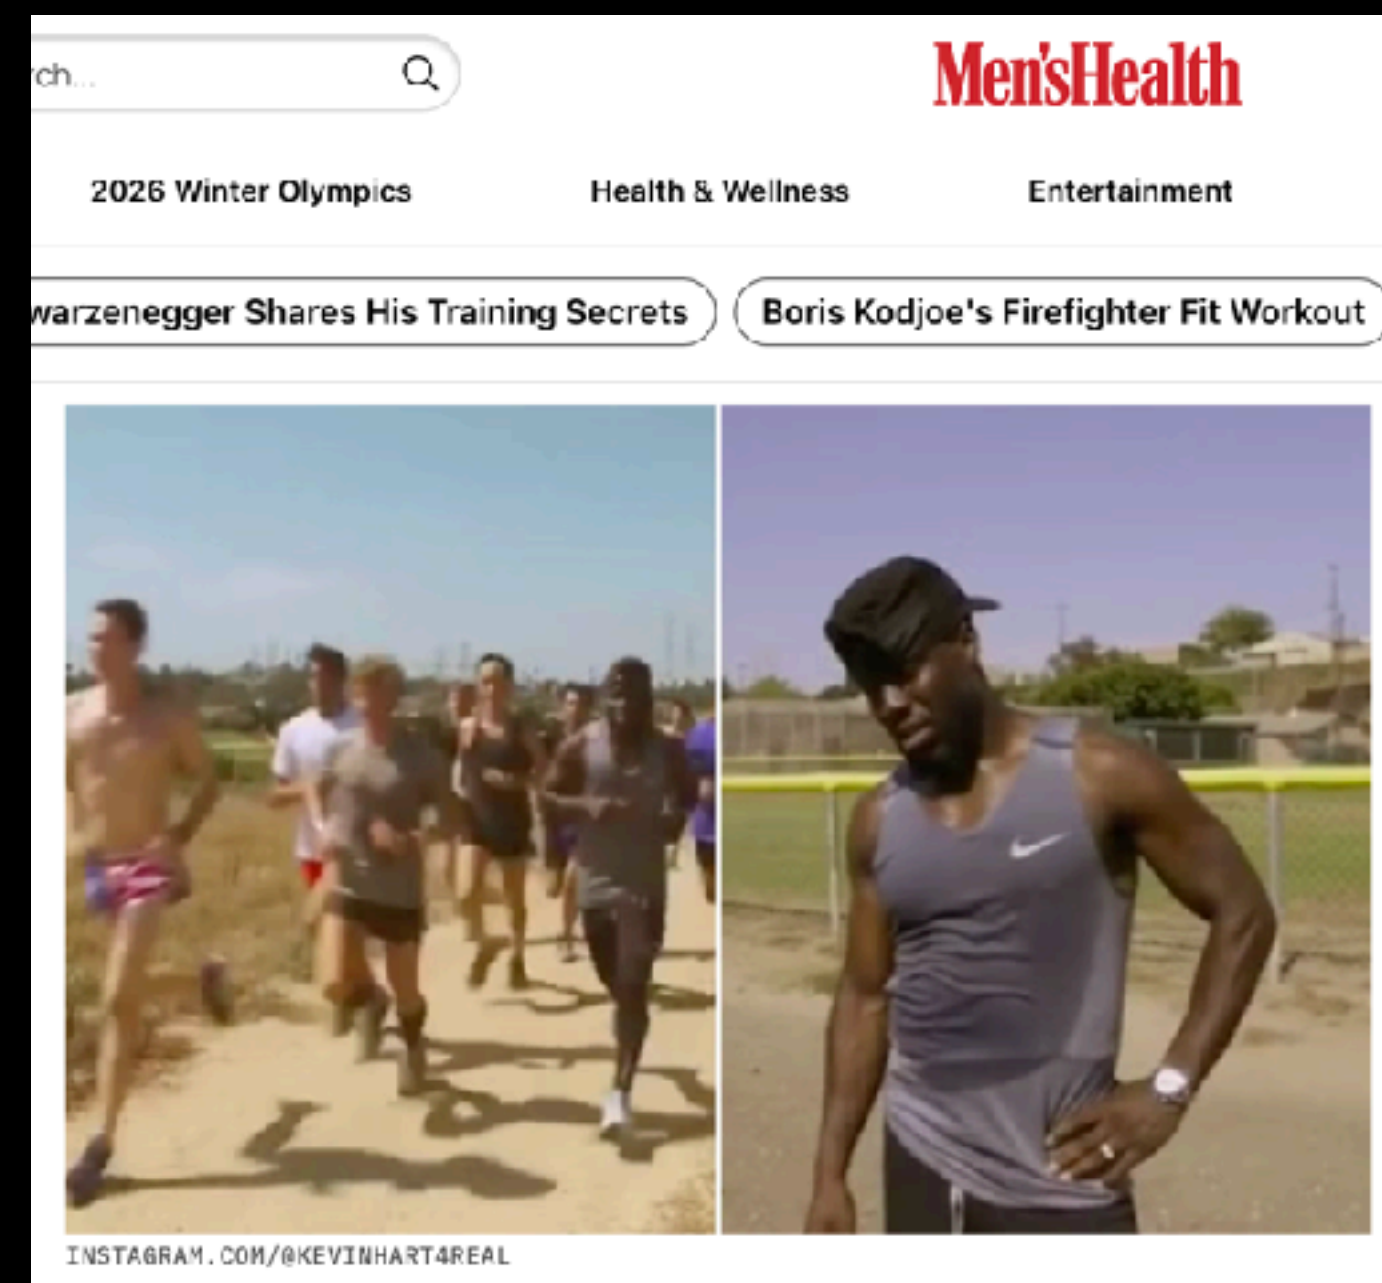 rch...
Men'sHealth
2026 Winter Olympics
Health & Wellness
Entertainment
warzenegger Shares His Training Secrets
Boris Kodjoe's Firefighter Fit Workout
INSTAGRAM.COM/@KEVINHART4REAL